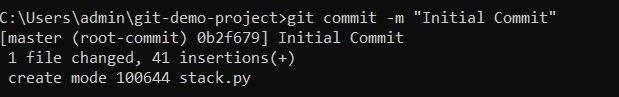 C:\Users\admin\git-demo-project>git commit -m "Initial Commit"
[master (root-commit) 0b2f679] Initial Commit
 1 file changed, 41 insertions(+)
 create mode 100644 stack.py